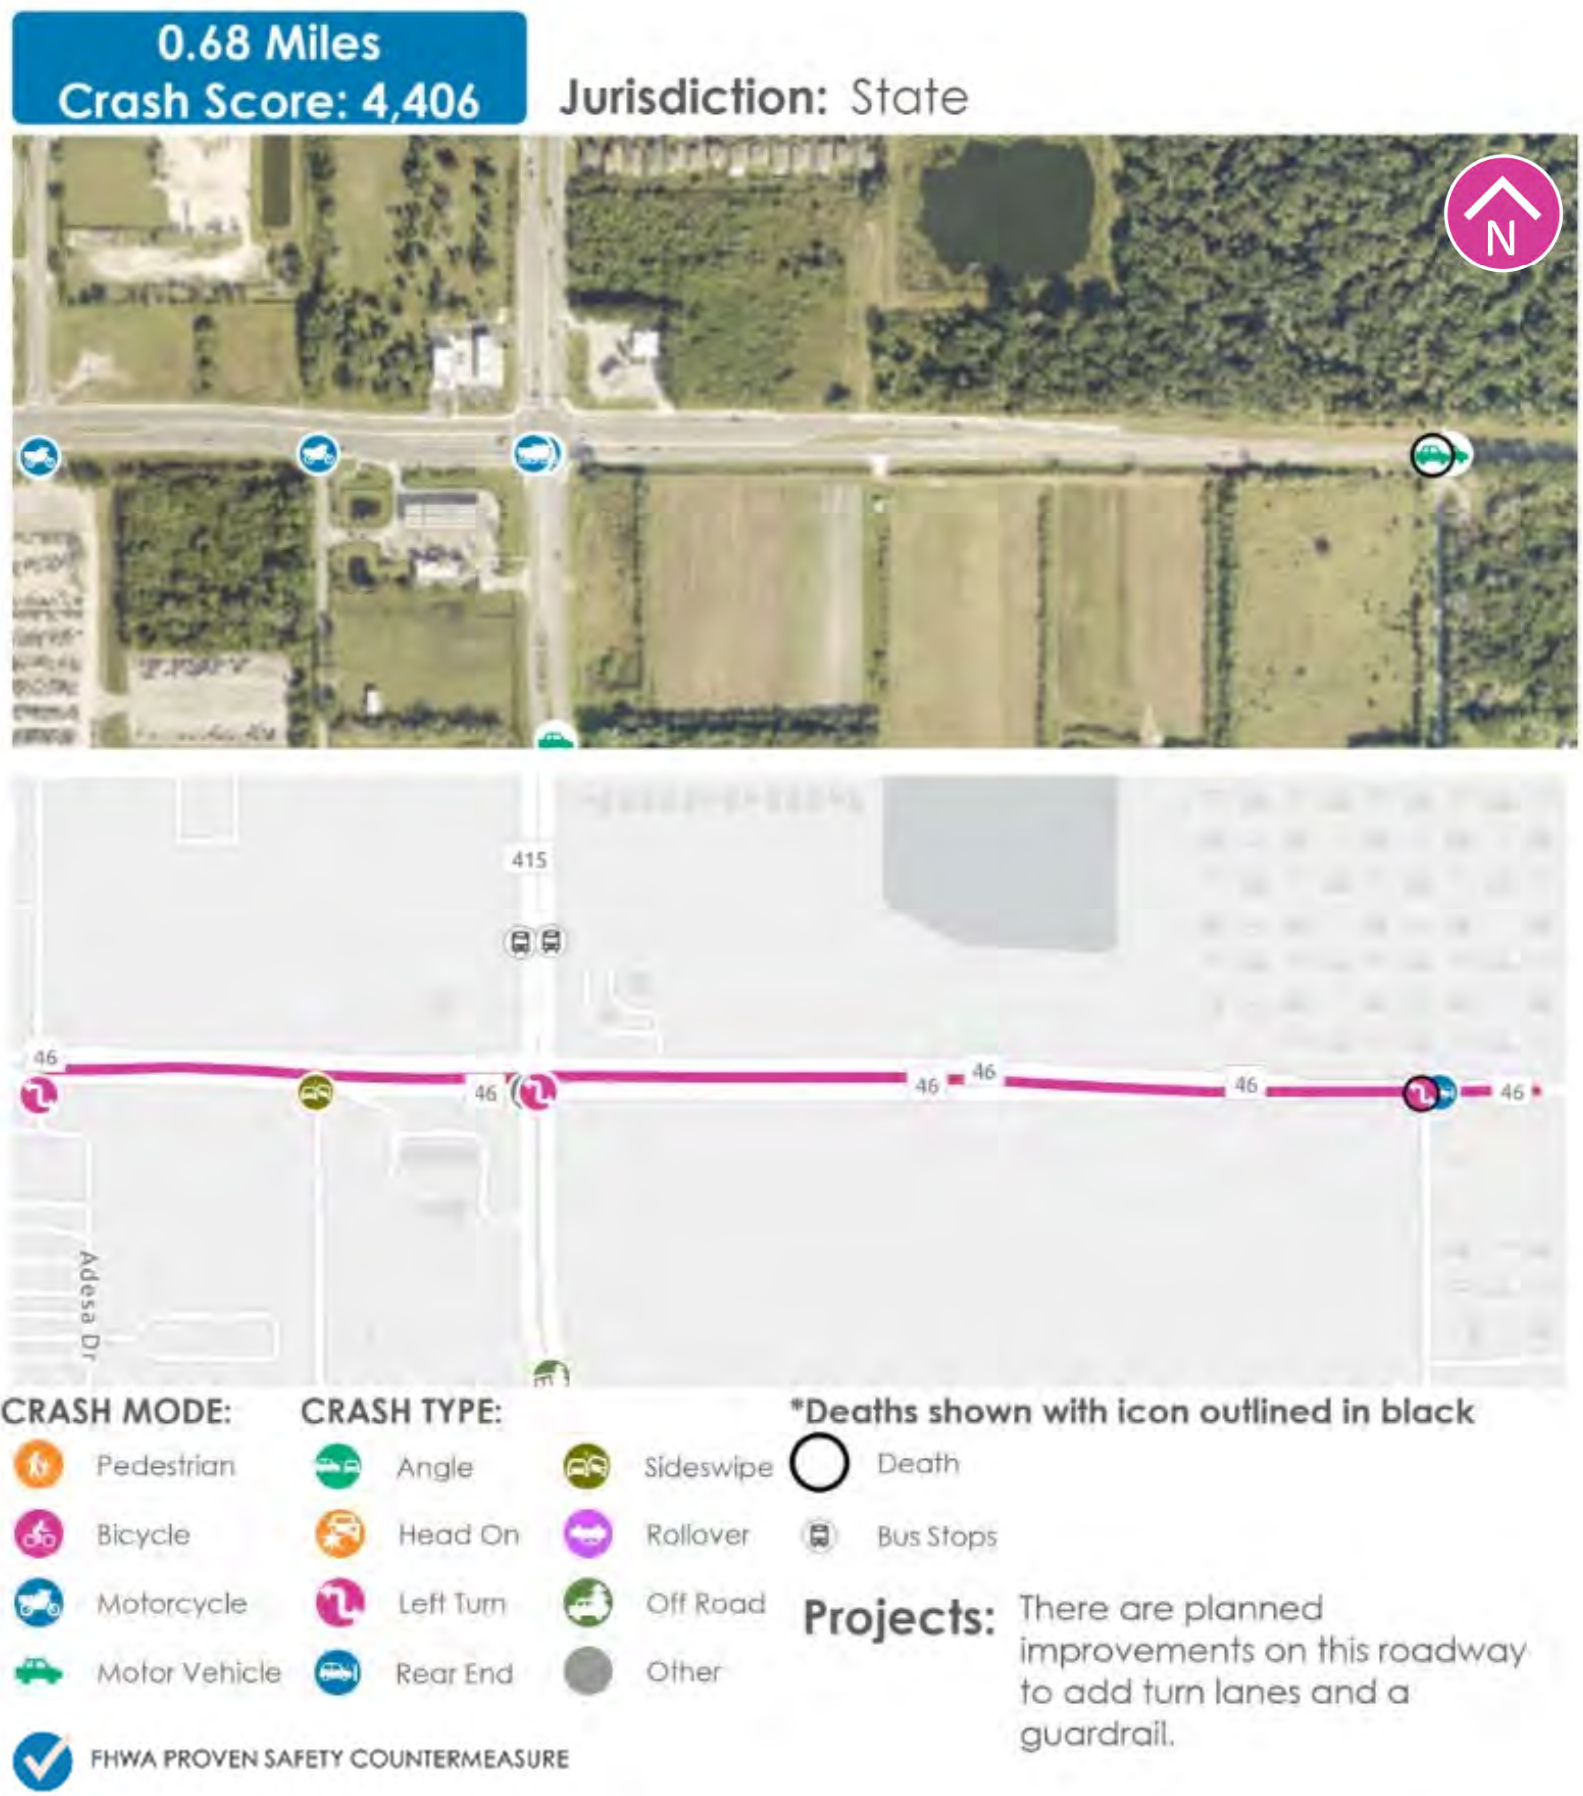 0.68 Miles
Crash Score: 4,406
Jurisdiction: State
N
415
46
46
46
46
46
46
Adesa Dr
CRASH MODE:
Pedestrian
Bicycle
Motorcycle
Motor Vehicle
CRASH TYPE:
Angle
Head On
Left Turn
Rear End
Sideswipe
Rollover
Off Road
Other
*Deaths shown with icon outlined in black
Death
Bus Stops
Projects: There are planned
improvements on this roadway
to add turn lanes and a
guardrail.
FHWA PROVEN SAFETY COUNTERMEASURE